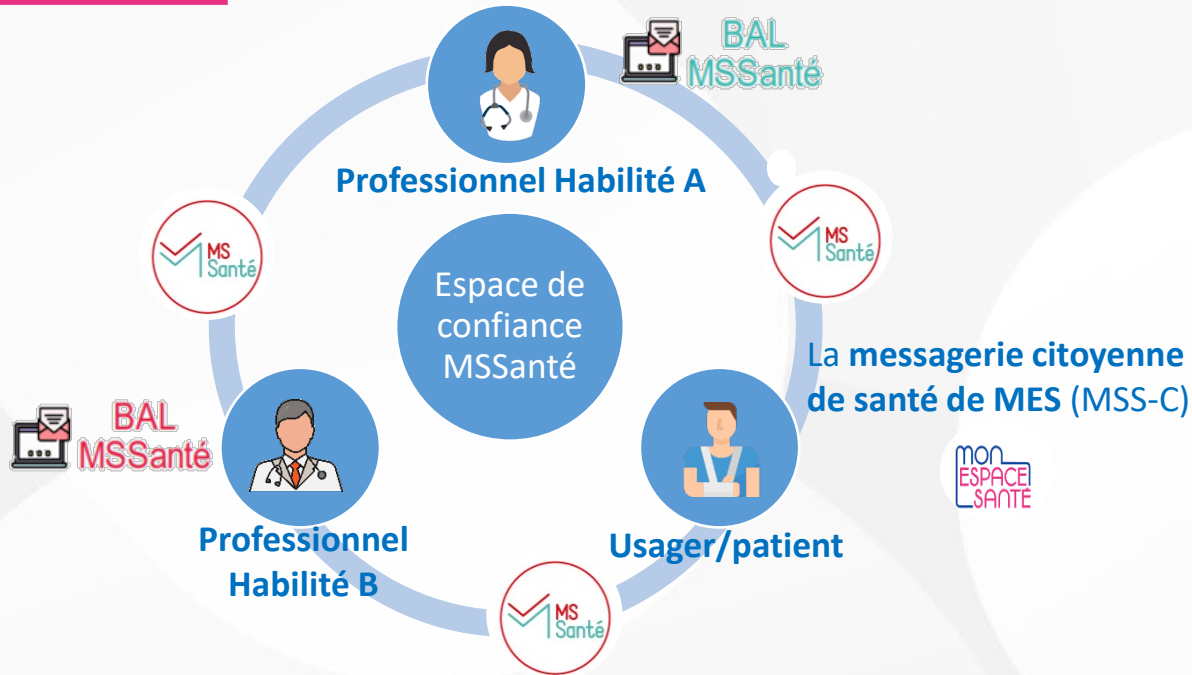 BAL
MSSanté
Professionnel Habilité A
MS
Santé
MS
Santé
Espace de
confiance
MSSanté
La messagerie citoyenne
de santé de MES (MSS-C)
BAL
MSSanté
mon
ESPACE
SANTÉ
Professionnel
Habilité B
Usager/patient
MS
Santé